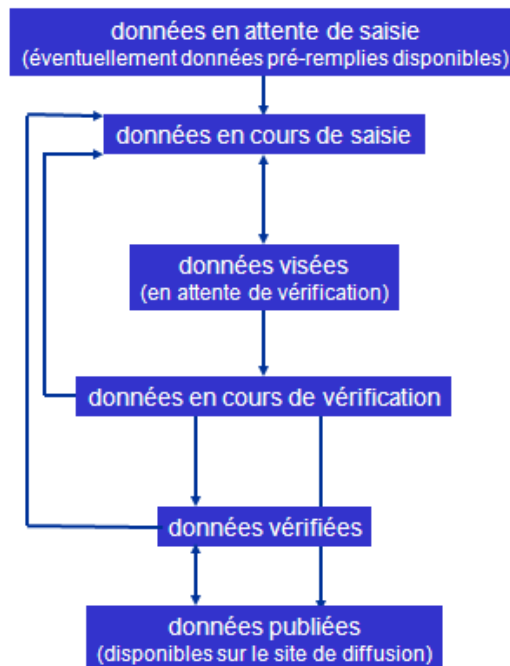 données en attente de saisie
(éventuellement données pré-remplies disponibles)
données en cours de saisie
données visées
(en attente de vérification)
données en cours de vérification
données vérifiées
données publiées
(disponibles sur le site de diffusion)